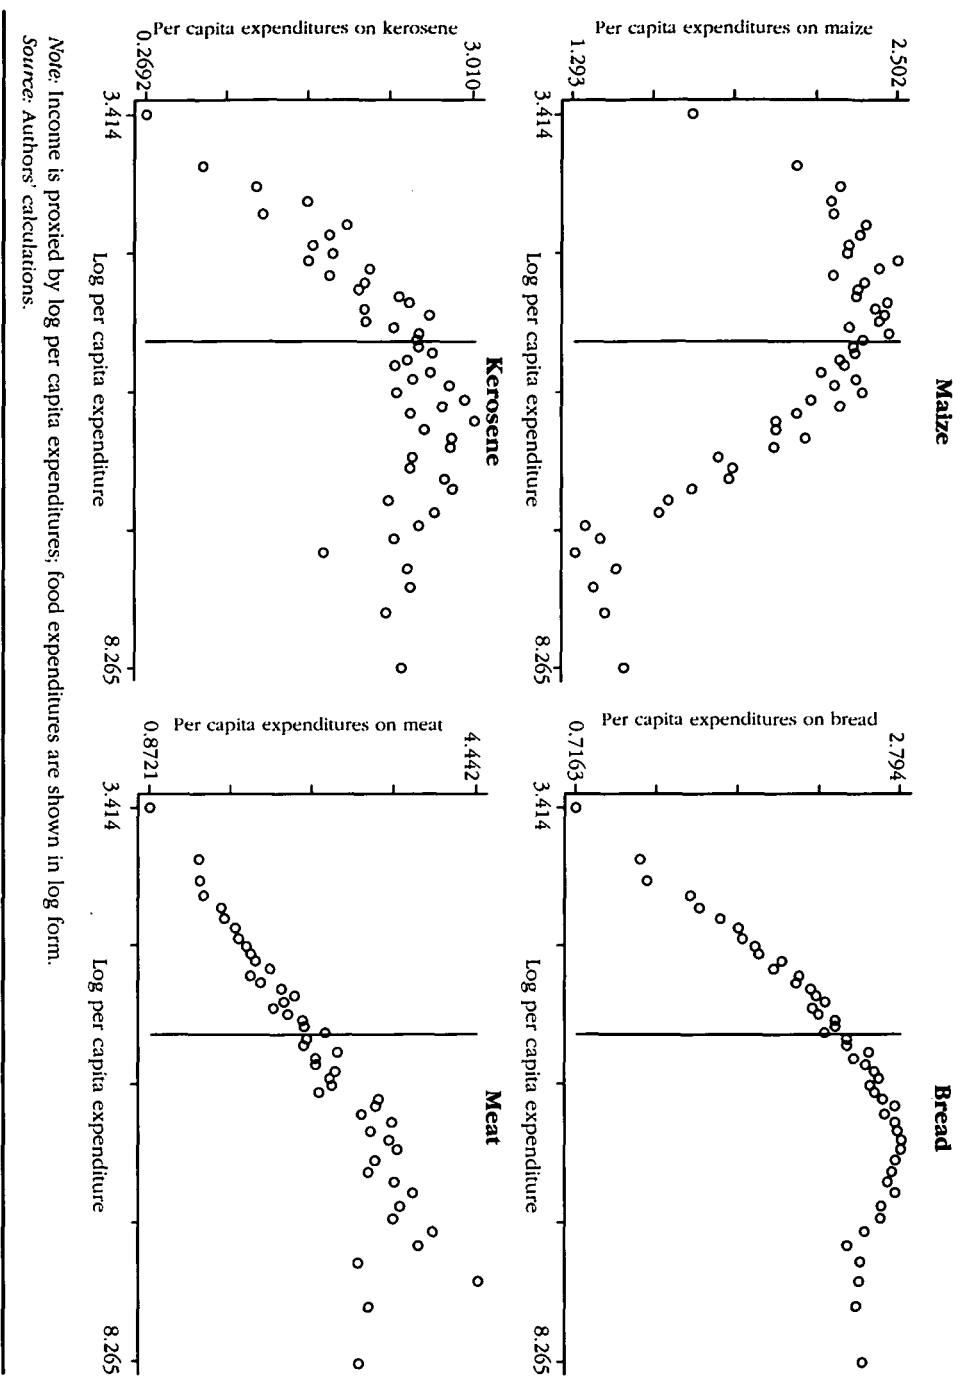 Maize
Per capita expenditures on maize
2.502
1.293
3.414
Log per capita expenditure
8.265
Bread
Per capita expenditures on bread
2.794
0.7163
3.414
Log per capita expenditure
8.265
Kerosene
Per capita expenditures on kerosene
3.010
0.2692
3.414
Log per capita expenditure
8.265
Meat
Per capita expenditures on meat
4.442
0.8721
3.414
Log per capita expenditure
8.265
Note: Income is proxied by log per capita expenditures; food expenditures are shown in log form.
Source: Authors' calculations.